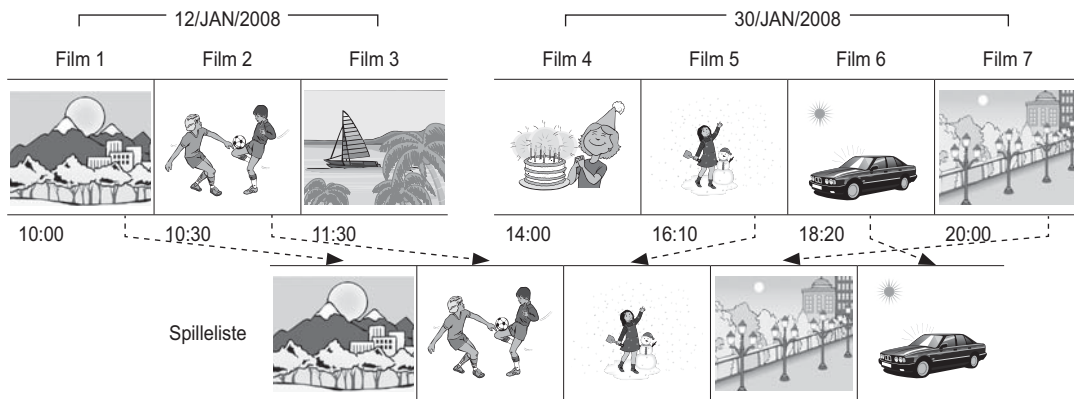 12/JAN/2008 30/JAN/2008
Film 1 Film 2 Film 3 Film 4 Film 5 Film 6 Film 7
10:00 10:30 11:30 14:00 16:10 18:20 20:00
Spilleliste